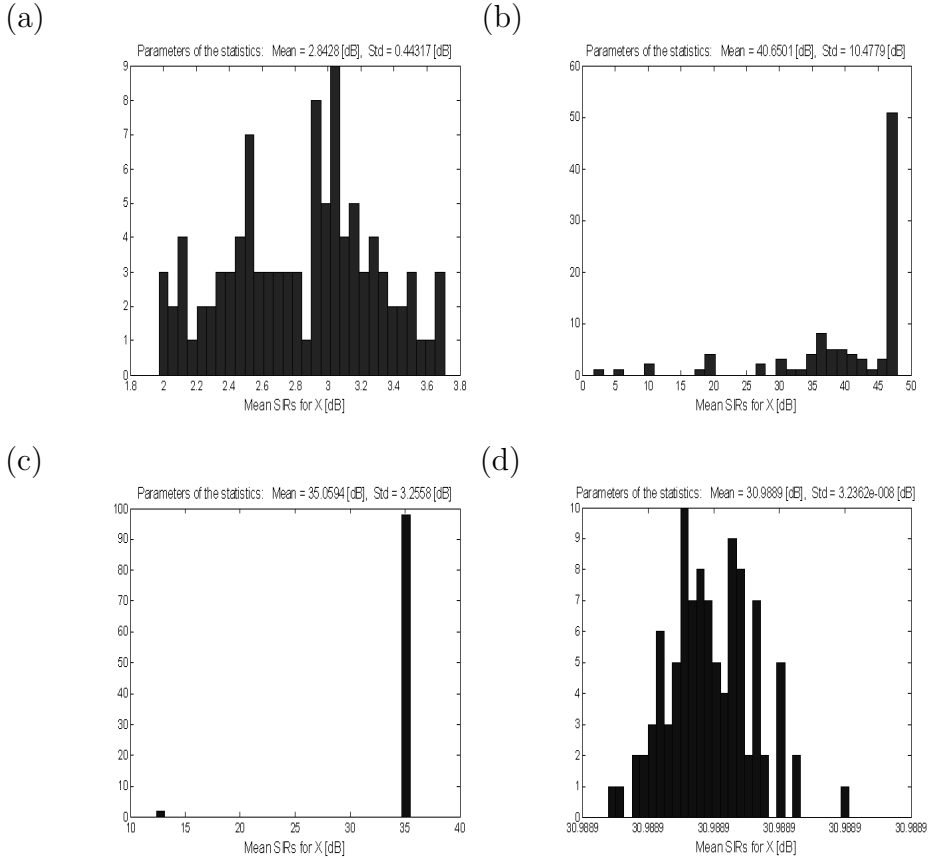 (a)
Parameters of the statistics: Mean = 2.8428 [dB], Std = 0.44317 [dB]
9
8
7
6
5
4
3
2
1
0
1.8 2 2.2 2.4 2.6 2.8 3 3.2 3.4 3.6 3.8
Mean SIRs for X [dB]
(b)
Parameters of the statistics: Mean = 40.6501 [dB], Std = 10.4779 [dB]
60
50
40
30
20
10
0
0 5 10 15 20 25 30 35 40 45 50
Mean SIRs for X [dB]
(c)
Parameters of the statistics: Mean = 35.0594 [dB], Std = 3.2558 [dB]
100
90
80
70
60
50
40
30
20
10
0
10 15 20 25 30 35 40
Mean SIRs for X [dB]
(d)
Parameters of the statistics: Mean = 30.9889 [dB], Std = 3.2362e-008 [dB]
10
9
8
7
6
5
4
3
2
1
0
30.9889 30.9889 30.9889 30.9889 30.9889 30.9889
Mean SIRs for X [dB]